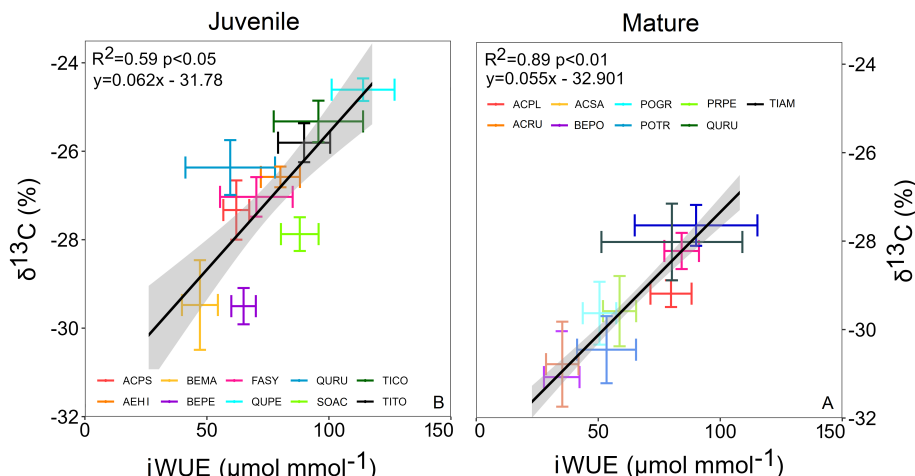 Juvenile
R²=0.59 p<0.05
y=0.062x - 31.78
-24
-26
-28
-30
-32
δ¹³C (%)
ACPS BEMA FASY QURU TICO
AEHI BEPE QUPE SOAC TITO
B
0 50 100 150
iWUE (µmol mmol⁻¹)
Mature
R²=0.89 p<0.01
y=0.055x - 32.901
ACPL ACSA POGR PRPE TIAM
ACRU BEPO POTR QURU
-24
-26
-28
-30
-32
δ¹³C (%)
A
0 50 100 150
iWUE (µmol mmol⁻¹)